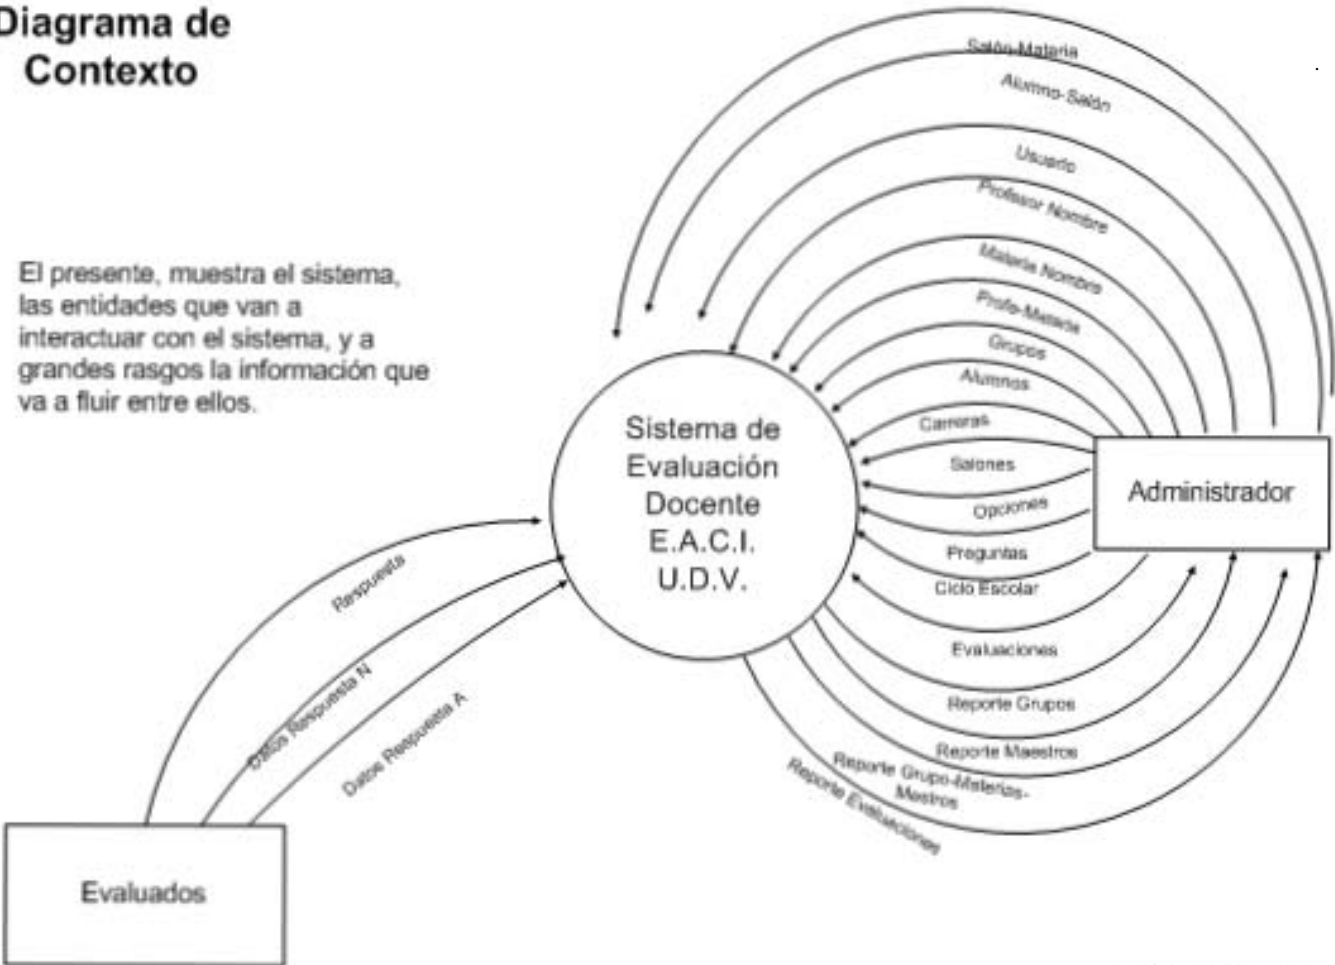 Diagrama de
Contexto
El presente, muestra el sistema,
las entidades que van a
interactuar con el sistema, y a
grandes rasgos la información que
va a fluir entre ellos.
Salón-Materia
Alumno-Salón
Usuario
Professor Nombre
Materia Nombre
Profe-Materia
Grupos
Alumnos
Carreras
Salones
Opciones
Preguntas
Ciclo Escolar
Evaluaciones
Reporte Grupos
Reporte Maestros
Reporte Grupo-Materias-
Mestros
Reporte Evaluaciones
Sistema de
Evaluación
Docente
E.A.C.I.
U.D.V.
Administrador
Respuesta
Datos Respuesta N
Datos Respuesta A
Evaluados